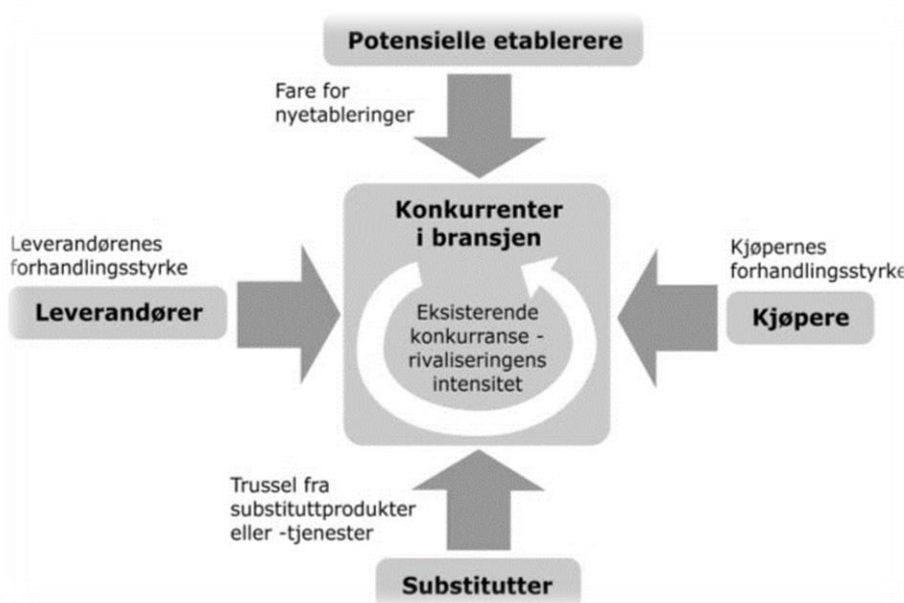 Potensielle etablerere
Fare for
nyetableringer
Konkurrenter
i bransjen
Leverandørenes
forhandlingsstyrke
Leverandører
Eksisterende
konkurranse -
rivaliseringens
intensitet
Kjøpernes
forhandlingsstyrke
Kjøpere
Trussel fra
substituttprodukter
eller -tjenester
Substitutter